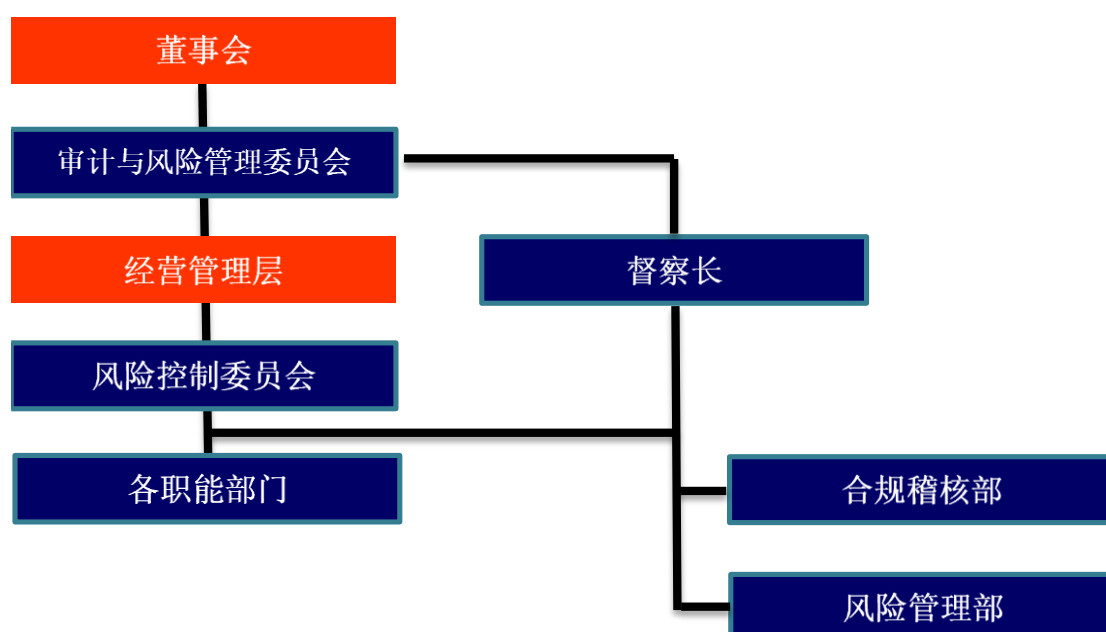 董事会
审计与风险管理委员会
经营管理层
督察长
风险控制委员会
各职能部门
合规稽核部
风险管理部